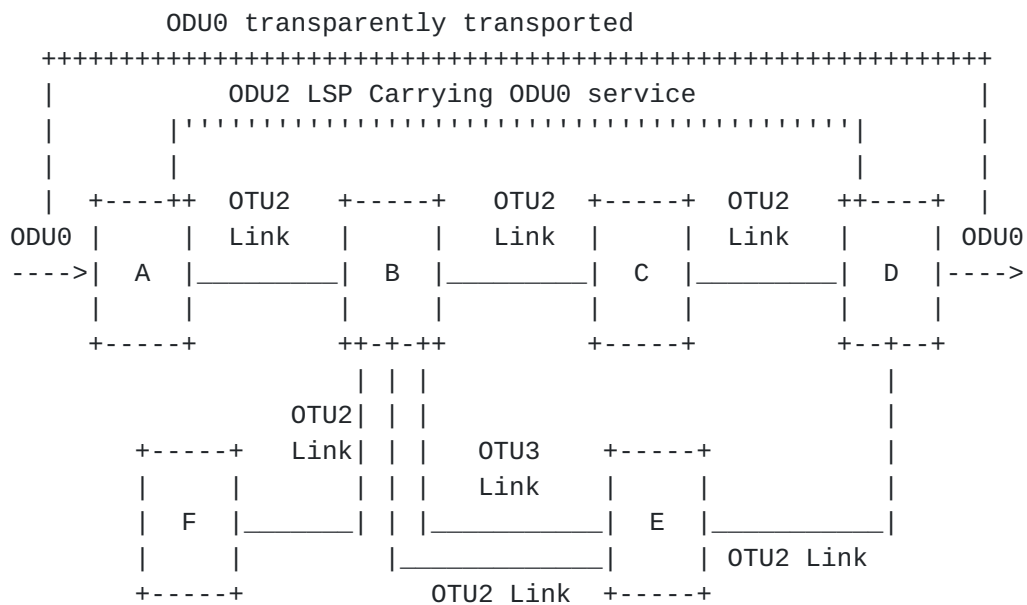 ODU0 transparently transported
ODU2 LSP Carrying ODU0 service
OTU2 OTU2 OTU2
ODU0 Link Link Link ODU0
A B C D
OTU2
Link OTU3
Link
F E
OTU2 Link
OTU2 Link